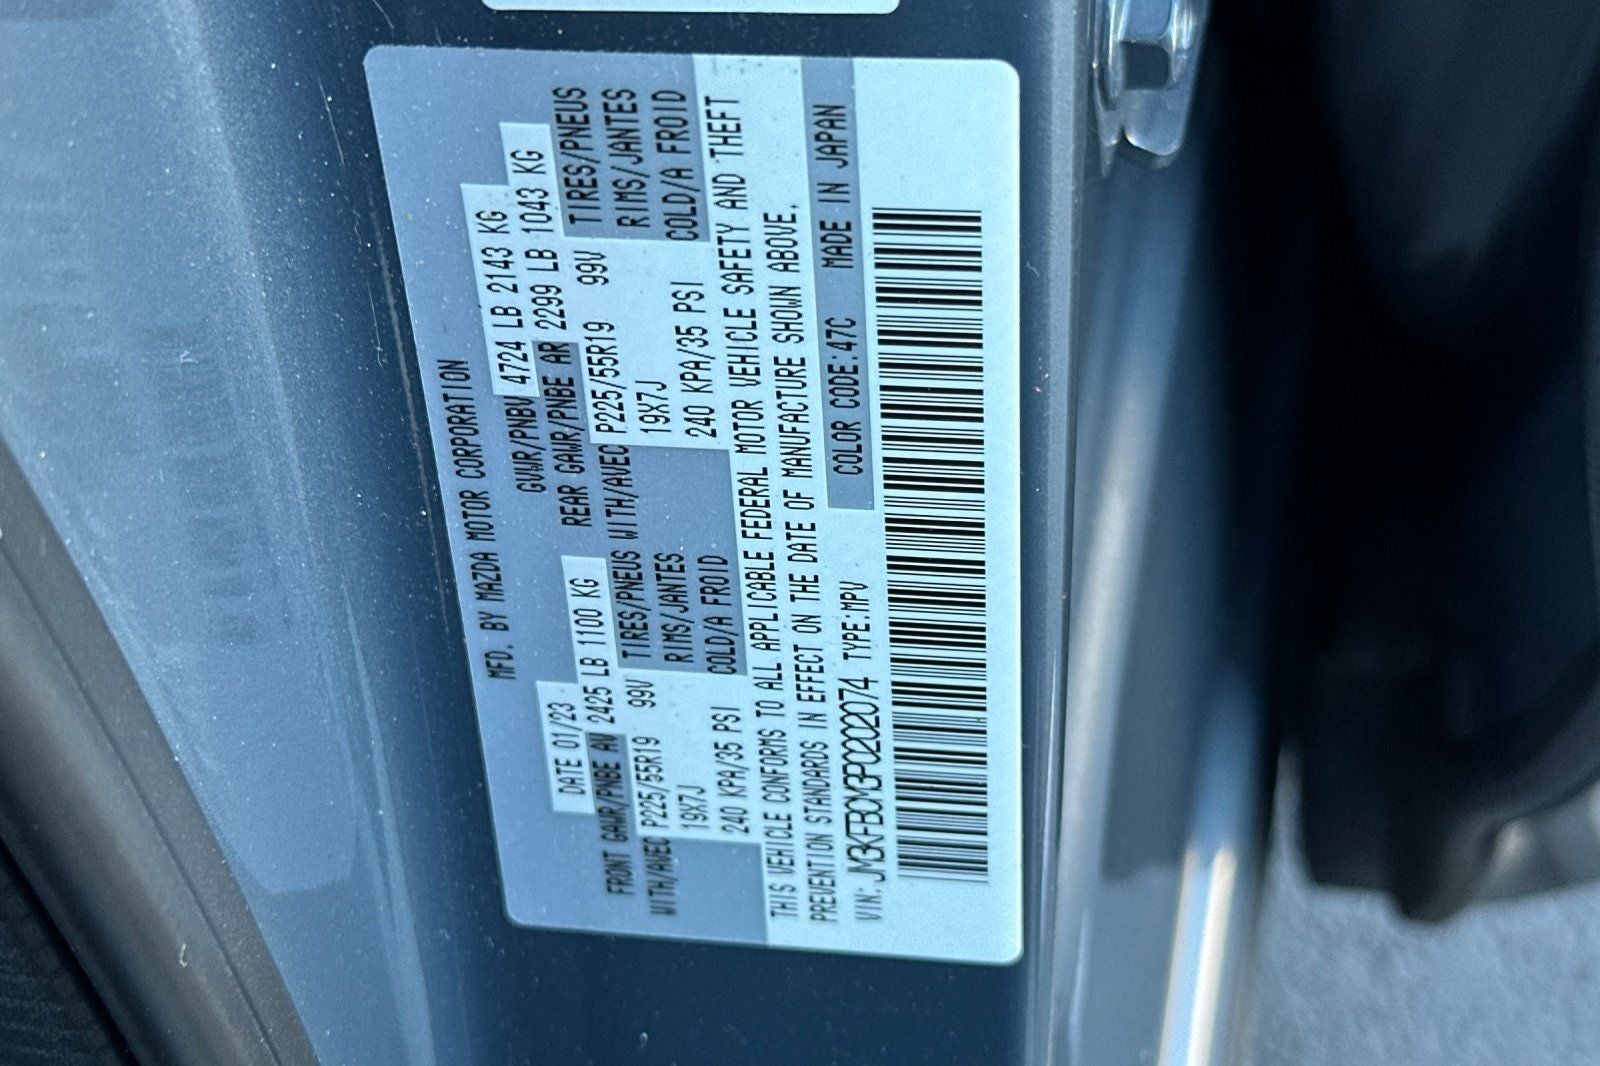 MFD. BY MAZDA MOTOR CORPORATION
DATE 01/23 GVWR/PNBV 4724 LB 2143 KG
FRONT GAWR/PNBE AV 2425 LB 1100 KG REAR GAWR/PNBE AR 2299 LB 1043 KG
WITH/AVEC P225/55R19 99V TIRES/PNEUS WITH/AVEC P225/55R19 99V TIRES/PNEUS
19X7J RIMS/JANTES 19X7J RIMS/JANTES
240 KPA/35 PSI COLD/A FROID 240 KPA/35 PSI COLD/A FROID
THIS VEHICLE CONFORMS TO ALL APPLICABLE FEDERAL MOTOR VEHICLE SAFETY AND THEFT
PREVENTION STANDARDS IN EFFECT ON THE DATE OF MANUFACTURE SHOWN ABOVE.
VIN: JM3KFBCM3P0202074 TYPE:MPV COLOR CODE:47C MADE IN JAPAN